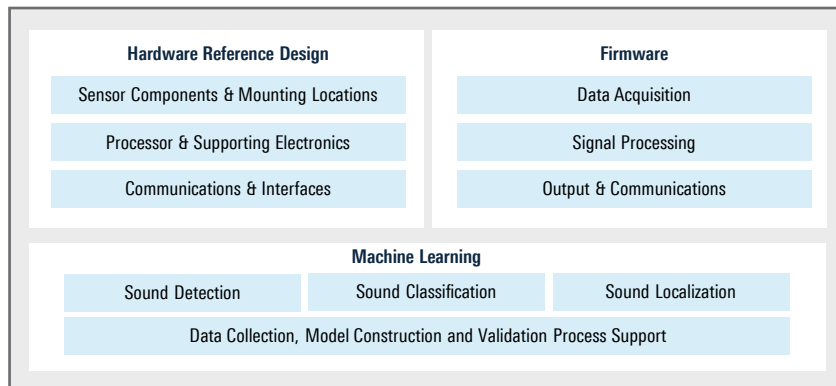 Hardware Reference Design
Sensor Components & Mounting Locations
Processor & Supporting Electronics
Communications & Interfaces
Firmware
Data Acquisition
Signal Processing
Output & Communications
Machine Learning
Sound Detection
Sound Classification
Sound Localization
Data Collection, Model Construction and Validation Process Support